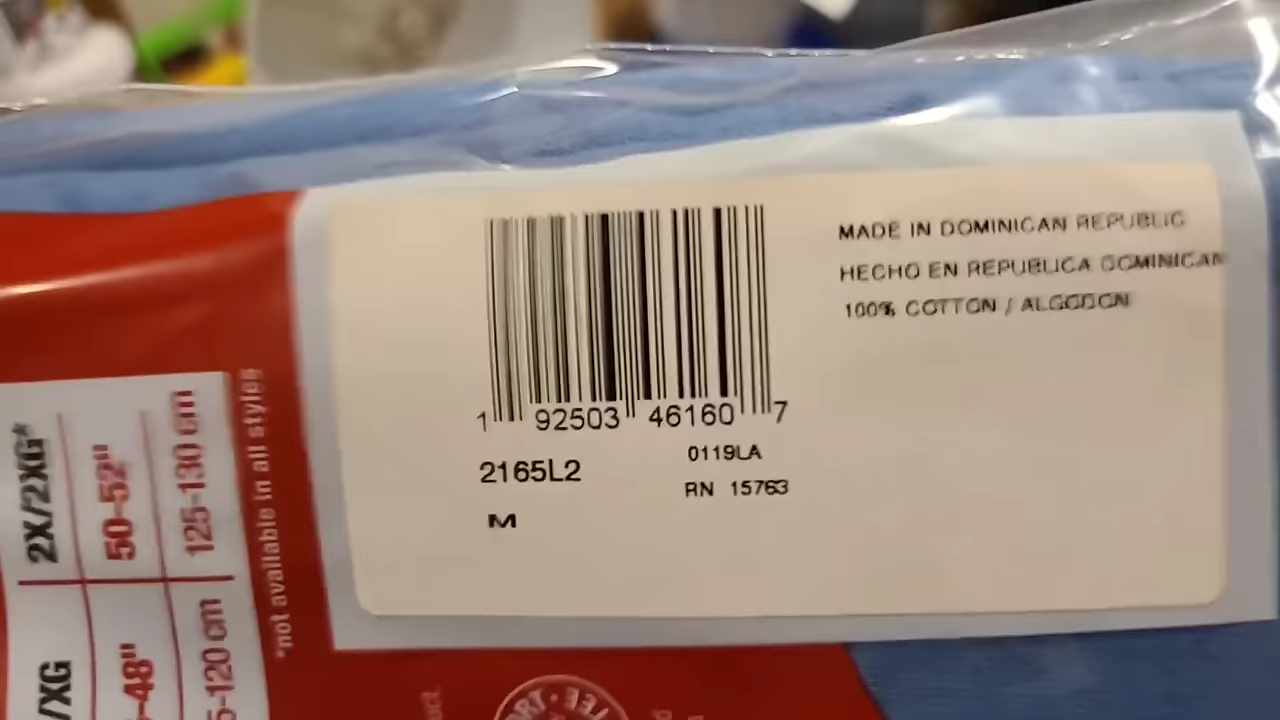 MADE IN DOMINICAN REPUBLIC
HECHO EN REPUBLICA DOMINICAN
100% COTTON / ALGODON
1 92503 46160 7
2165L2
0119LA
RN 15763
M
2X/2XG*
50-52"
125-130 cm
*not available in all styles
/XG
-48"
5-120 cm